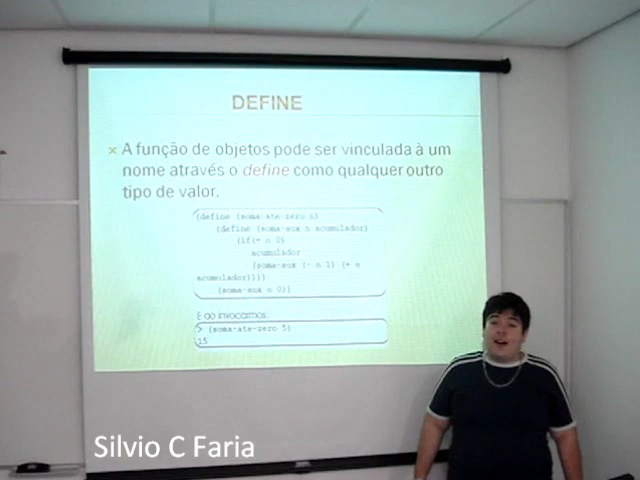 DEFINE
× A função de objetos pode ser vinculada à um
nome através o define como qualquer outro
tipo de valor.
(define (soma-ate-zero n)
(define (soma-aux n acumulador)
(if(= n 0)
acumulador
(soma-aux (- n 1) (+ n
acumulador))))
(soma-aux n 0))
E ao invocarmos:
> (soma-ate-zero 5)
15
Silvio C Faria